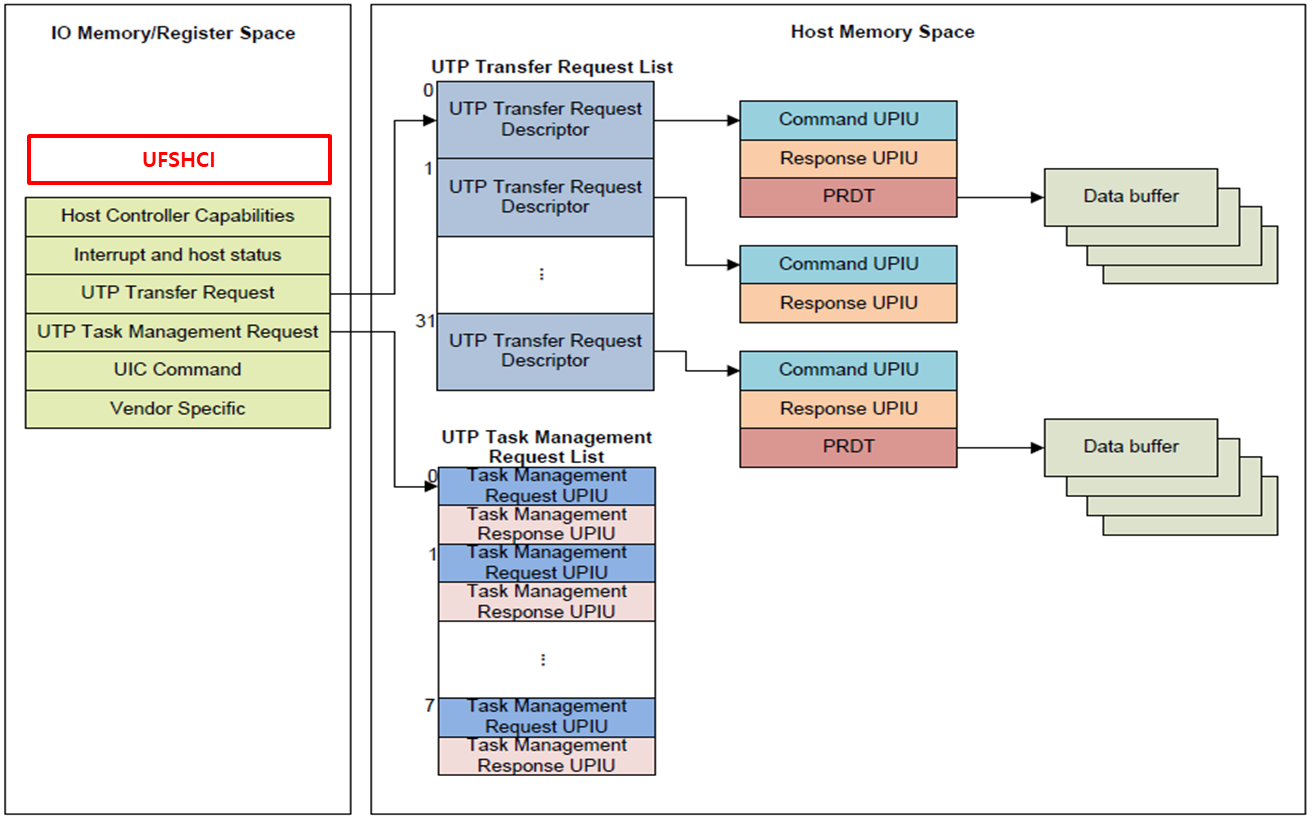 IO Memory/Register Space
UFSHCI
Host Controller Capabilities
Interrupt and host status
UTP Transfer Request
UTP Task Management Request
UIC Command
Vendor Specific
Host Memory Space
UTP Transfer Request List
0
UTP Transfer Request
Descriptor
1
UTP Transfer Request
Descriptor
⋮
31
UTP Transfer Request
Descriptor
Command UPIU
Response UPIU
PRDT
Data buffer
Command UPIU
Response UPIU
Command UPIU
Response UPIU
PRDT
Data buffer
UTP Task Management
Request List
0
Task Management
Request UPIU
Task Management
Response UPIU
1
Task Management
Request UPIU
Task Management
Response UPIU
⋮
7
Task Management
Request UPIU
Task Management
Response UPIU